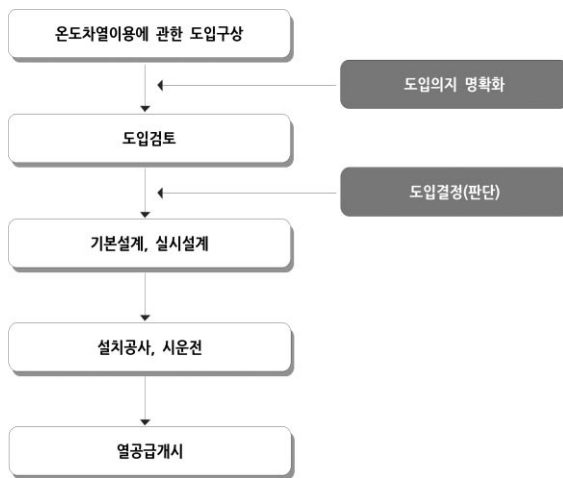 온도차열이용에 관한 도입구상
도입의지 명확화
도입검토
도입결정(판단)
기본설계, 실시설계
설치공사, 시운전
열공급개시